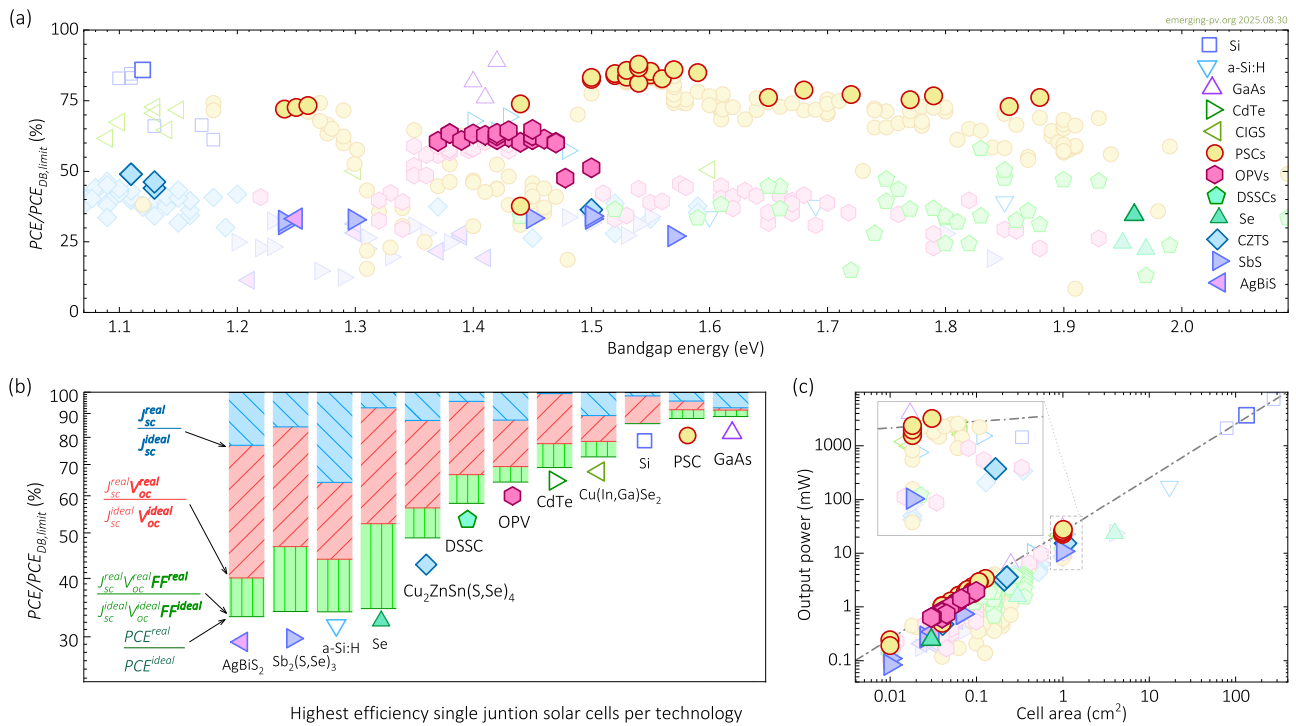 (a)
emerging-pv.org 2025.08.30
100
75
50
25
0
PCE/PCE_DB,limit (%)
1.1 1.2 1.3 1.4 1.5 1.6 1.7 1.8 1.9 2.0
Bandgap energy (eV)
Si
a-Si:H
GaAs
CdTe
CIGS
PSCs
OPVs
DSSCs
Se
CZTS
SbS
AgBiS
(b)
100
90
80
70
60
50
40
30
PCE/PCE_DB,limit (%)
J_sc^real
J_sc^ideal
J_sc^real V_oc^real
J_sc^ideal V_oc^ideal
J_sc^real V_oc^real FF^real
J_sc^ideal V_oc^ideal FF^ideal
PCE^real
PCE^ideal
AgBiS₂
Sb₂(S,Se)₃
a-Si:H
Se
Cu₂ZnSn(S,Se)₄
DSSC
OPV
CdTe
Cu(In,Ga)Se₂
Si
PSC
GaAs
Highest efficiency single juntion solar cells per technology
(c)
1000
100
10
1
0.1
Output power (mW)
0.01 0.1 1 10 100
Cell area (cm²)